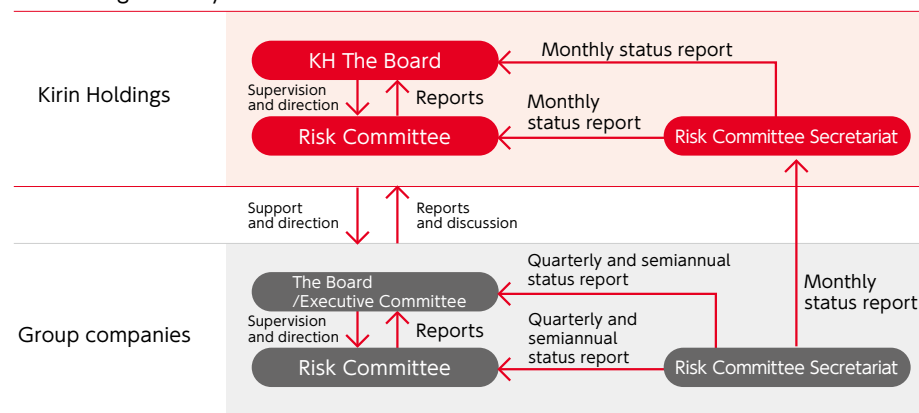 KH The Board
Monthly status report
Kirin Holdings
Supervision
and direction
Reports
Monthly
status report
Risk Committee
Risk Committee Secretariat
Support
and direction
Reports
and discussion
Quarterly and semiannual
status report
The Board
/Executive Committee
Monthly
status report
Group companies
Supervision
and direction
Reports
Quarterly and
semiannual
status report
Risk Committee
Risk Committee Secretariat